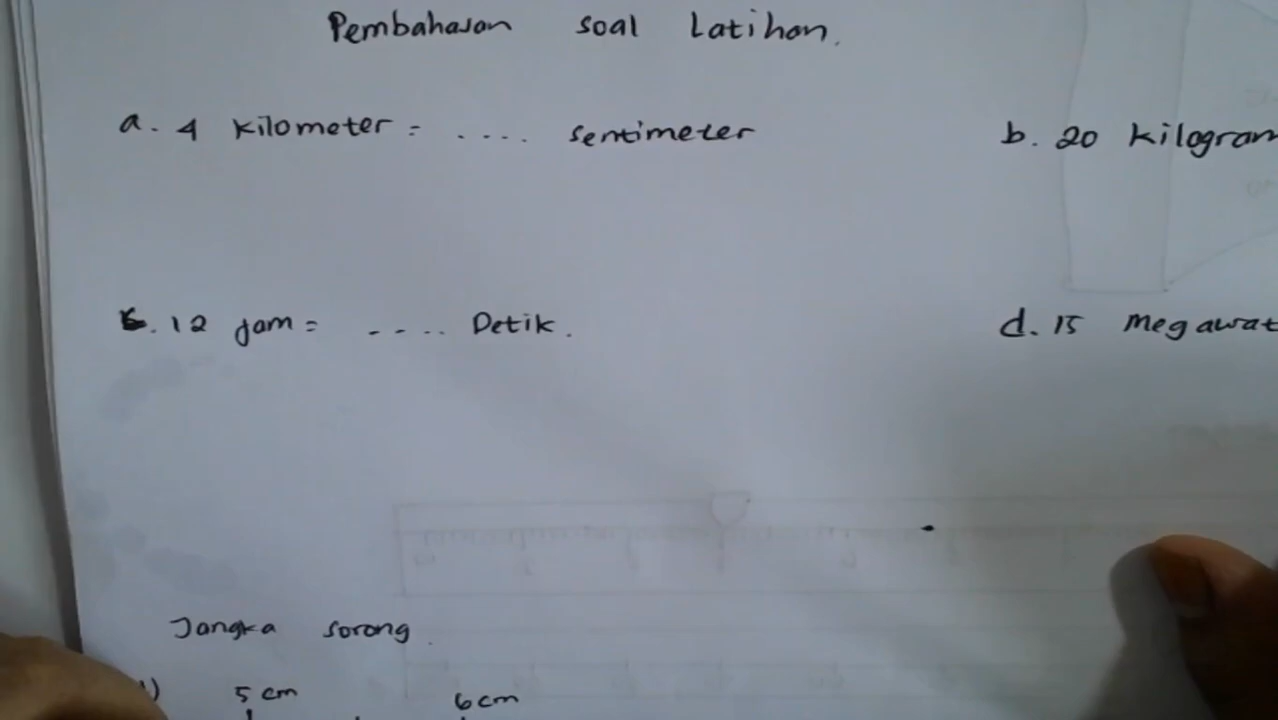 Pembahasan soal Latihan.
a. 4 kilometer = .... sentimeter
b. 20 kilogram
c. 12 jam = .... Detik.
d. 15 Megawat
Jangka sorong.
5 cm 6 cm